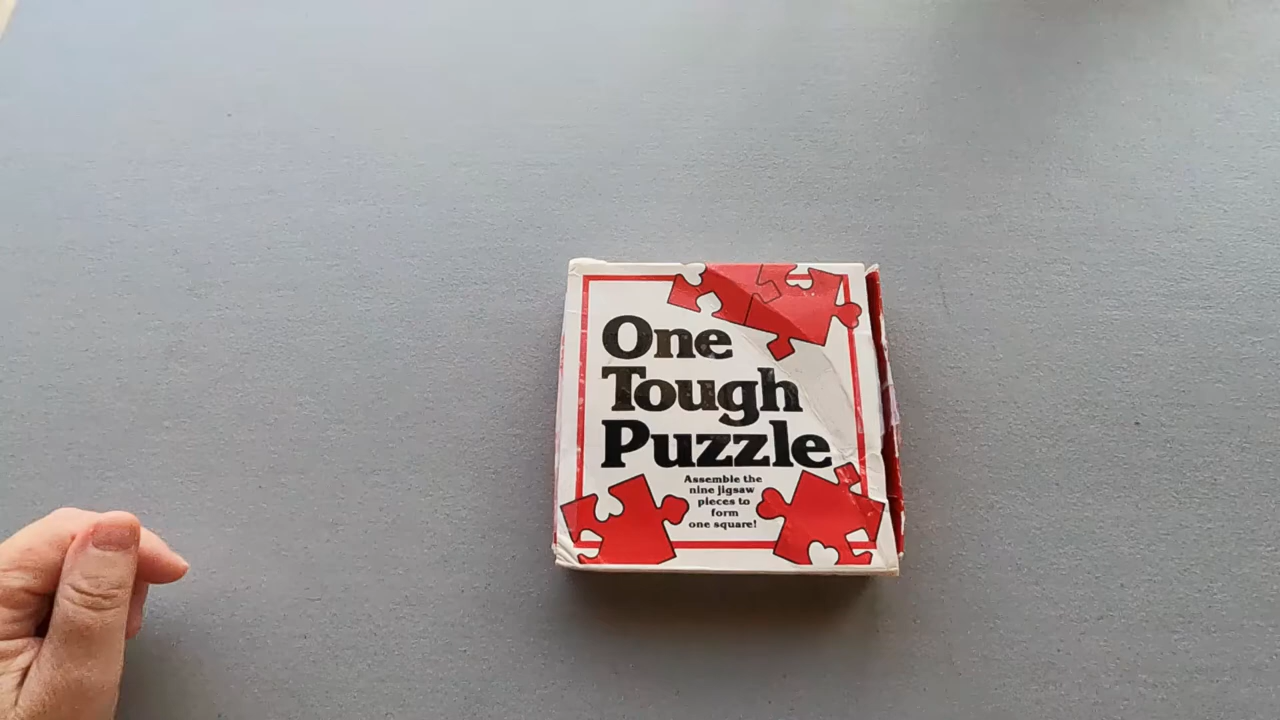 One
Tough
Puzzle
Assemble the
nine jigsaw
pieces to
form
one square!